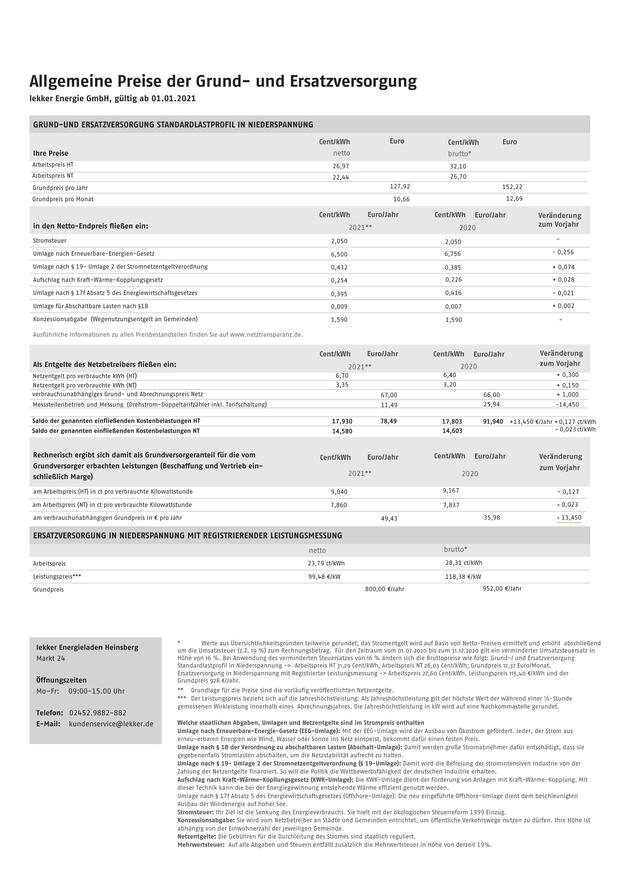 Allgemeine Preise der Grund- und Ersatzversorgung
lekker Energie GmbH, gültig ab 01.01.2021
GRUND-UND ERSATZVERSORGUNG STANDARDLASTPROFIL IN NIEDERSPANNUNG
Cent/kWh Euro Cent/kWh Euro
Ihre Preise netto brutto*
Arbeitspreis HT 26,97 32,10
Arbeitspreis NT 22,44 26,70
Grundpreis pro Jahr 127,92 152,22
Grundpreis pro Monat 10,66 12,69
Cent/kWh Euro/Jahr Cent/kWh Euro/Jahr Veränderung
in den Netto-Endpreis fließen ein: 2021** 2020 zum Vorjahr
Stromsteuer 2,050 2,050 -
Umlage nach Erneuerbare-Energien-Gesetz 6,500 6,756 - 0,256
Umlage nach § 19- Umlage 2 der Stromnetzentgeltverordnung 0,432 0,385 + 0,074
Aufschlag nach Kraft-Wärme-Kopplungsgesetz 0,254 0,226 + 0,028
Umlage nach § 17f Absatz 5 des Energiewirtschaftsgesetzes 0,395 0,416 - 0,021
Umlage für Abschaltbare Lasten nach §18 0,009 0,007 + 0,002
Konzessionsabgabe (Wegenutzungsentgelt an Gemeinden) 1,590 1,590 -
Ausführliche Informationen zu allen Preisbestandteilen finden Sie auf www.netztransparenz.de.
Cent/kWh Euro/Jahr Cent/kWh Euro/Jahr Veränderung
Als Entgelte des Netzbetreibers fließen ein: 2021** 2020 zum Vorjahr
Netzentgelt pro verbrauchte kWh (HT) 6,70 6,40 + 0,300
Netzentgelt pro verbrauchte kWh (NT) 3,35 3,20 + 0,150
verbrauchsunabhängiges Grund- und Abrechnungspreis Netz 67,00 66,00 + 1,000
Messstellenbetrieb und Messung (Drehstrom-Doppeltarifzähler inkl. Tarifschaltung) 11,49 25,94 -14,450
Saldo der genannten einfließenden Kostenbelastungen HT 17,930 78,49 17,803 91,940 +13,450 €/Jahr +0,127 ct/kWh
Saldo der genannten einfließenden Kostenbelastungen NT 14,580 14,603 - 0,023ct/kWh
Rechnerisch ergibt sich damit als Grundversorgeranteil für die vom
Grundversorger erbachten Leistungen (Beschaffung und Vertrieb ein-
schließlich Marge)
Cent/kWh Euro/Jahr Cent/kWh Euro/Jahr Veränderung
2021** 2020 zum Vorjahr
am Arbeitspreis (HT) in ct pro verbrauchte Kilowattstunde 9,040 9,167 - 0,127
am Arbeitspreis (NT) in ct pro verbrauchte Kilowattstunde 7,860 7,837 + 0,023
am verbrauchunabhängigen Grundpreis in € pro Jahr 49,43 35,98 + 13,450
ERSATZVERSORGUNG IN NIEDERSPANNUNG MIT REGISTRIERENDER LEISTUNGSMESSUNG
netto brutto*
Arbeitspreis 23,79 ct/kWh 28,31 ct/kWh
Leistungspreis*** 99,48 €/kW 118,38 €/kW
Grundpreis 800,00 €/Jahr 952,00 €/Jahr
lekker Energieladen Heinsberg
Markt 24
Öffnungszeiten
Mo-Fr: 09:00-15.00 Uhr
Telefon: 02452.9882-882
E-Mail: kundenservice@lekker.de
* Werte aus Übersichtlichkeitsgründen teilweise gerundet; das Stromentgelt wird auf Basis von Netto-Preisen ermittelt und erhöht abschließend
um die Umsatzsteuer (z.Z. 19 %) zum Rechnungsbetrag. Für den Zeitraum vom 01.07.2020 bis zum 31.12.2020 gilt ein verminderter Umsatzsteuersatz in
Höhe von 16 %. Bei Anwendung des verminderten Steuersatzes von 16 % ändern sich die Bruttopreise wie folgt: Grund-/ und Ersatzversorgung
Standardlastprofil in Niederspannung -> Arbeitspreis HT 31,29 Cent/kWh, Arbeitspreis NT 26,03 Cent/kWh; Grundpreis 12,37 Euro/Monat.
Ersatzversorgung in Niederspannung mit Registrierter Leistungsmessung -> Arbeitspreis 27,60 Cent/kWh, Leistungspreis 115,40 €/kWh und der
Grundpreis 928 €/Jahr.
** Grundlage für die Preise sind die vorläufig veröffentlichten Netzentgelte.
*** Der Leistungspreis bezieht sich auf die Jahreshöchstleistung. Als Jahreshöchstleistung gilt der höchste Wert der während einer ¼-Stunde
gemessenen Wirkleistung innerhalb eines Abrechnungsjahres. Die Jahreshöchstleistung in kW wird auf eine Nachkommastelle gerundet.
Welche staatlichen Abgaben, Umlagen und Netzentgelte sind im Strompreis enthalten
Umlage nach Erneuerbare-Energie-Gesetz (EEG-Umlage): Mit der EEG-Umlage wird der Ausbau von Ökostrom gefördert. Jeder, der Strom aus
erneu-erbaren Energien wie Wind, Wasser oder Sonne ins Netz einspeist, bekommt dafür einen festen Preis.
Umlage nach § 18 der Verordnung zu abschaltbaren Lasten (Abschalt-Umlage): Damit werden große Stromabnehmer dafür entschädigt, dass sie
gegebenenfalls Stromlasten abschalten, um die Netzstabilität aufrecht zu halten.
Umlage nach § 19- Umlage 2 der Stromnetzentgeltverordnung (§ 19-Umlage): Damit wird die Befreiung der stromintensiven Industrie von der
Zahlung der Netzentgelte finanziert. So will die Politik die Wettbewerbsfähigkeit der deutschen Industrie erhalten.
Aufschlag nach Kraft-Wärme-Kopllungsgesetz (KWK-Umlage): Die KWK-Umlage dient der Förderung von Anlagen mit Kraft-Wärme-Kopplung. Mit
dieser Technik kann die bei der Energiegewinnung entstehende Wärme effizient genutzt werden.
Umlage nach § 17f Absatz 5 des Energiewirtschaftsgesetzes (Offshore-Umlage): Die neu eingeführte Offshore-Umlage dient dem beschleunigten
Ausbau der Windenergie auf hoher See.
Stromsteuer: Ihr Ziel ist die Senkung des Energieverbrauchs. Sie hielt mit der ökologischen Steuerreform 1999 Einzug.
Konzessionsabgabe: Sie wird vom Netzbetreiber an Städte und Gemeinden entrichtet, um öffentliche Verkehrswege nutzen zu dürfen. Ihre Höhe ist
abhängig von der Einwohnerzahl der jeweiligen Gemeinde.
Netzentgelte: Die Gebühren für die Durchleitung des Stromes sind staatlich reguliert.
Mehrwertsteuer: Auf alle Abgaben und Steuern entfällt zusätzlich die Mehrwertsteuer in Höhe von derzeit 19%.